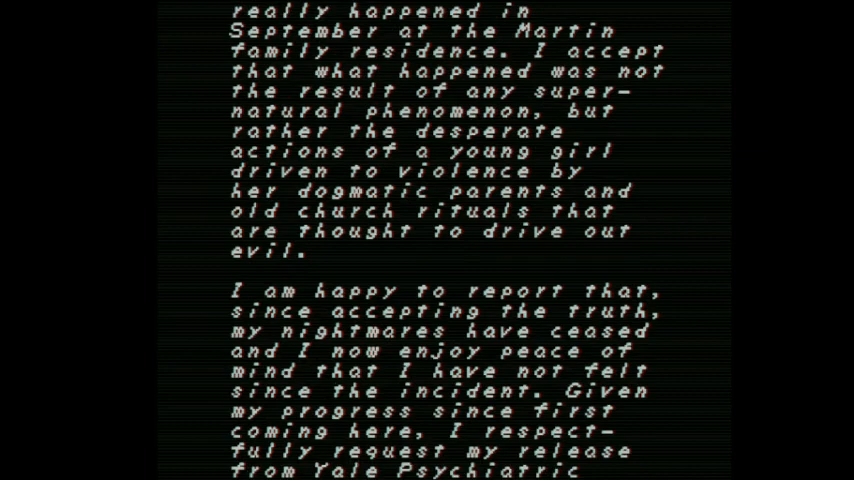 really happened in
September at the Martin
family residence. I accept
that what happened was not
the result of any super-
natural phenomenon, but
rather the desperate
actions of a young girl
driven to violence by
her dogmatic parents and
old church rituals that
are thought to drive out
evil.
I am happy to report that,
since accepting the truth,
my nightmares have ceased
and I now enjoy peace of
mind that I have not felt
since the incident. Given
my progress since first
coming here, I respect-
fully request my release
from Yale Psychiatric